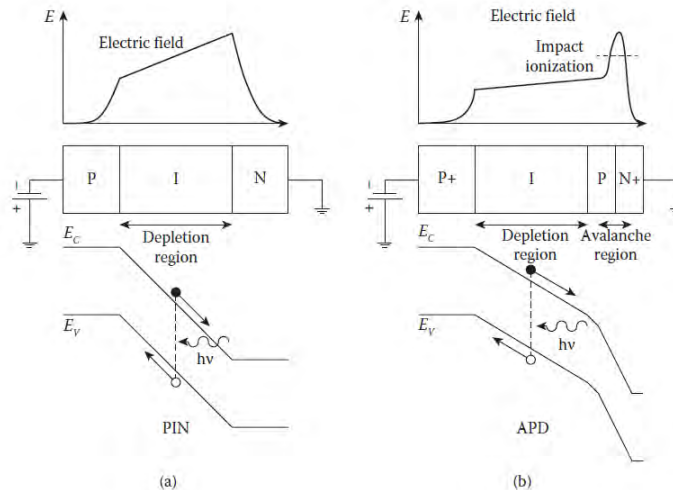 E
Electric field
P
I
N
–
+
Depletion
region
E_C
E_V
hν
PIN
(a)
E
Electric field
Impact
ionization
P+
I
P
N+
–
+
Depletion
region
Avalanche
region
E_C
E_V
hν
APD
(b)